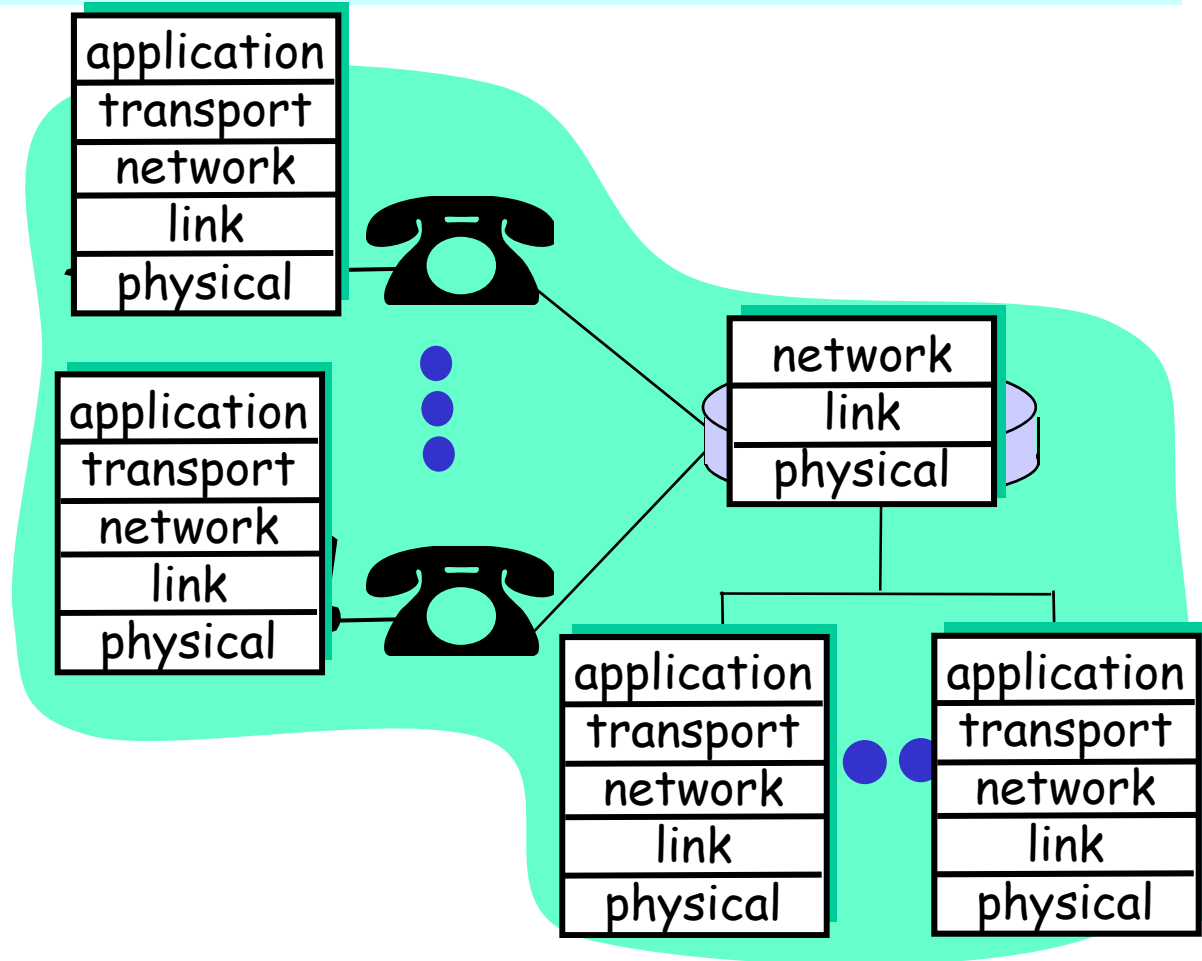 application
transport
network
link
physical
application
transport
network
link
physical
network
link
physical
application
transport
network
link
physical
application
transport
network
link
physical